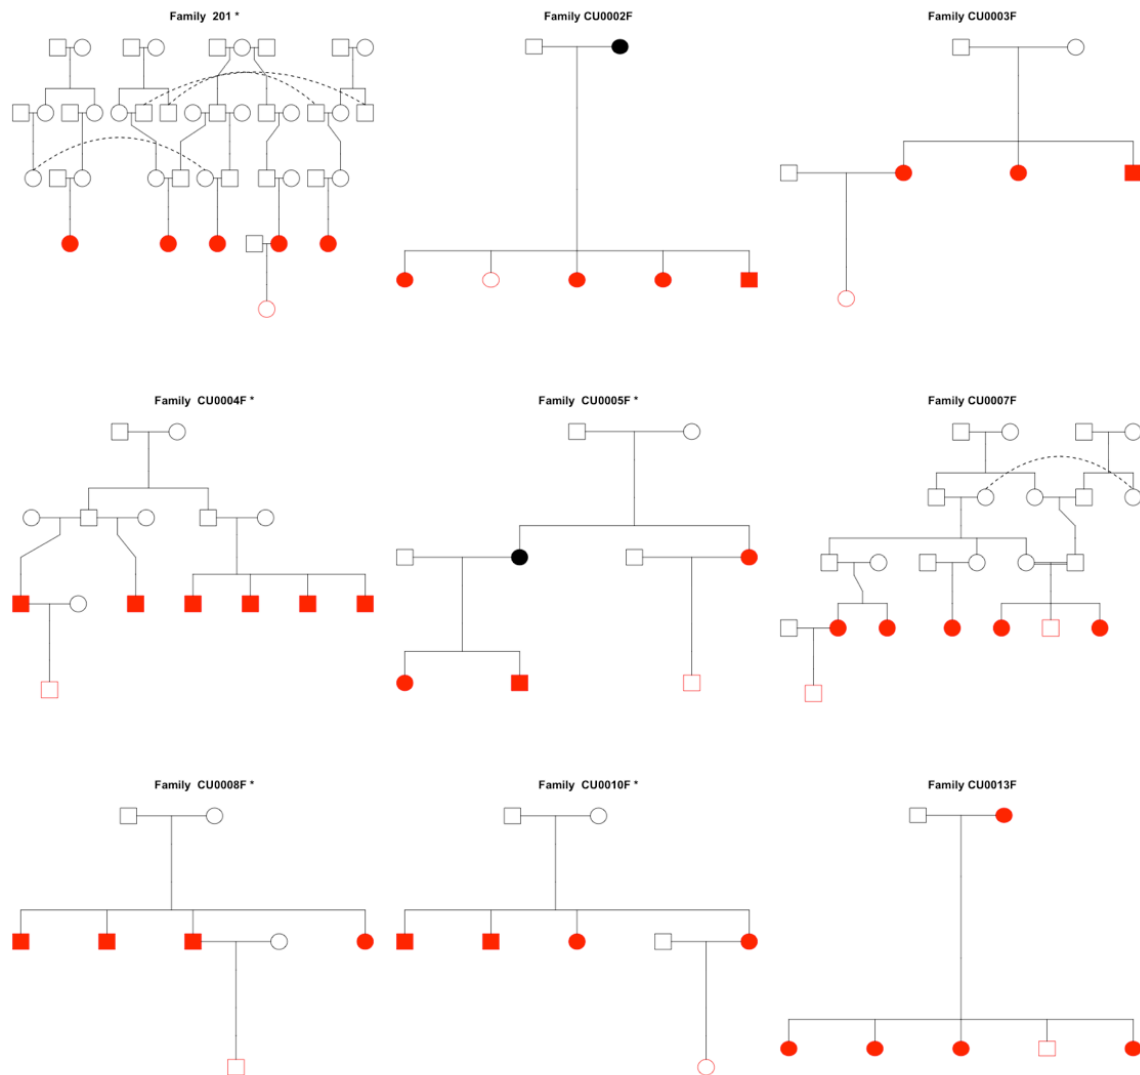 Family 201 *
Family CU0002F
Family CU0003F
Family CU0004F *
Family CU0005F *
Family CU0007F
Family CU0008F *
Family CU0010F *
Family CU0013F